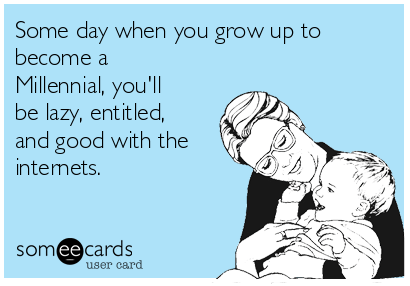 Some day when you grow up to
become a
Millennial, you'll
be lazy, entitled,
and good with the
internets.
someecards
user card